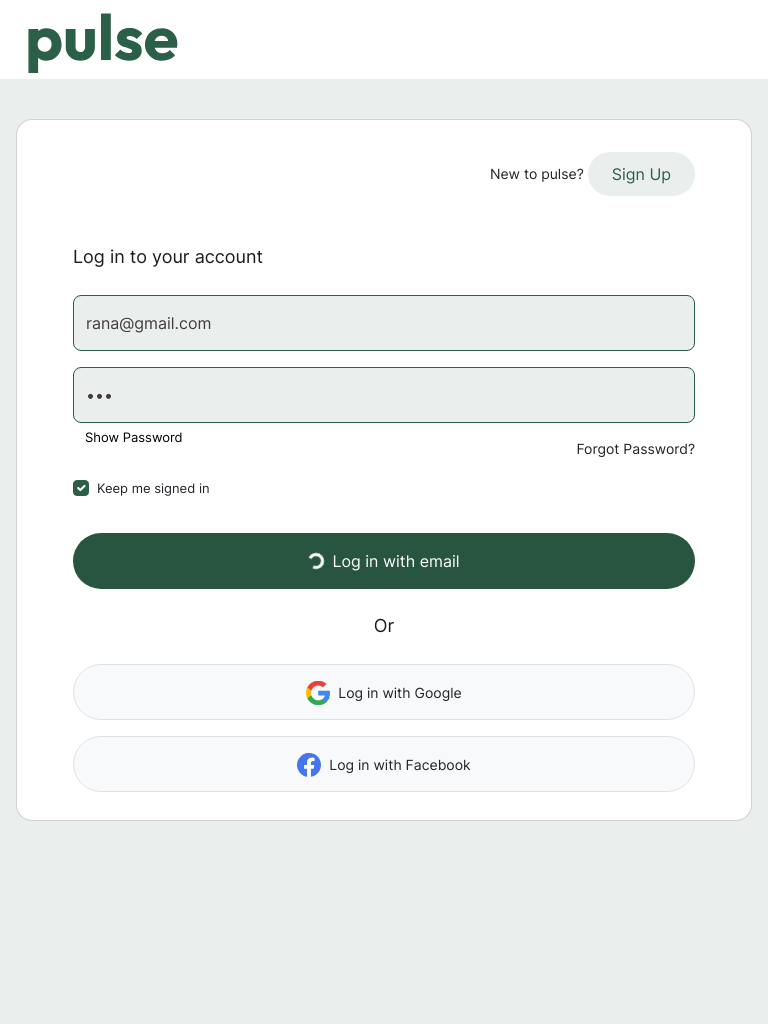 pulse
New to pulse? Sign Up
Log in to your account
rana@gmail.com
•••
Show Password
Forgot Password?
Keep me signed in
Log in with email
Or
Log in with Google
Log in with Facebook